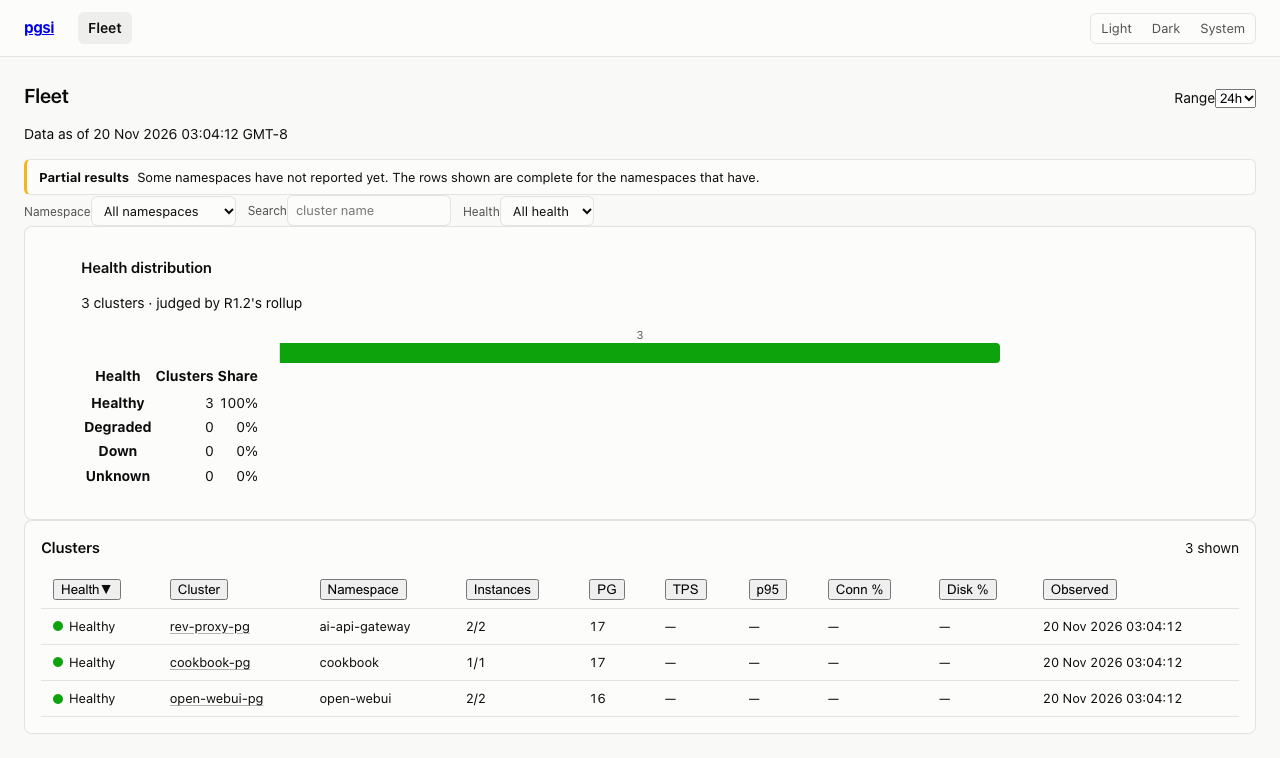 pgsi Fleet Light Dark System
Fleet Range 24h
Data as of 20 Nov 2026 03:04:12 GMT-8
Partial results Some namespaces have not reported yet. The rows shown are complete for the namespaces that have.
Namespace All namespaces Search cluster name Health All health
Health distribution
3 clusters · judged by R1.2's rollup
3
Health Clusters Share
Healthy 3 100%
Degraded 0 0%
Down 0 0%
Unknown 0 0%
Clusters 3 shown
Health▼ Cluster Namespace Instances PG TPS p95 Conn % Disk % Observed
Healthy rev-proxy-pg ai-api-gateway 2/2 17 — — — — 20 Nov 2026 03:04:12
Healthy cookbook-pg cookbook 1/1 17 — — — — 20 Nov 2026 03:04:12
Healthy open-webui-pg open-webui 2/2 16 — — — — 20 Nov 2026 03:04:12